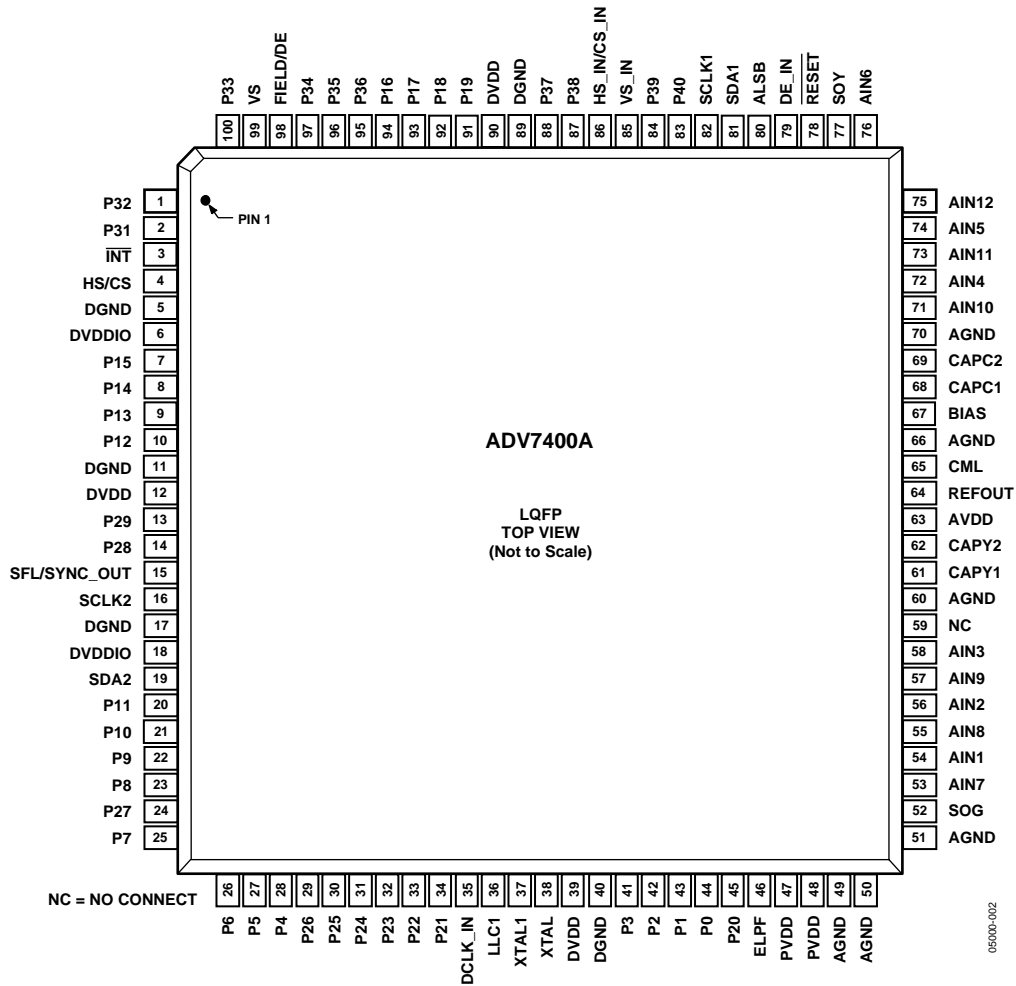 P33 VS FIELD/DE P34 P35 P36 P16 P17 P18 P19 DVDD DGND P37 P38 HS_IN/CS_IN VS_IN P39 P40 SCLK1 SDA1 ALSB DE_IN RESET SOY AIN6
100 99 98 97 96 95 94 93 92 91 90 89 88 87 86 85 84 83 82 81 80 79 78 77 76
P32 1
P31 2
INT 3
HS/CS 4
DGND 5
DVDDIO 6
P15 7
P14 8
P13 9
P12 10
DGND 11
DVDD 12
P29 13
P28 14
SFL/SYNC_OUT 15
SCLK2 16
DGND 17
DVDDIO 18
SDA2 19
P11 20
P10 21
P9 22
P8 23
P27 24
P7 25
PIN 1
ADV7400A
LQFP
TOP VIEW
(Not to Scale)
75 AIN12
74 AIN5
73 AIN11
72 AIN4
71 AIN10
70 AGND
69 CAPC2
68 CAPC1
67 BIAS
66 AGND
65 CML
64 REFOUT
63 AVDD
62 CAPY2
61 CAPY1
60 AGND
59 NC
58 AIN3
57 AIN9
56 AIN2
55 AIN8
54 AIN1
53 AIN7
52 SOG
51 AGND
NC = NO CONNECT
26 27 28 29 30 31 32 33 34 35 36 37 38 39 40 41 42 43 44 45 46 47 48 49 50
P6 P5 P4 P26 P25 P24 P23 P22 P21 DCLK_IN LLC1 XTAL1 XTAL DVDD DGND P3 P2 P1 P0 P20 ELPF PVDD PVDD AGND AGND
05000-002